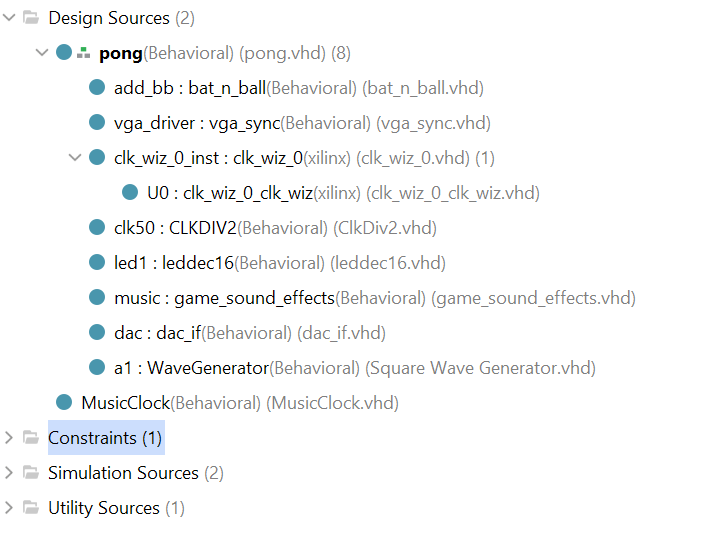 Design Sources (2)
pong(Behavioral) (pong.vhd) (8)
add_bb : bat_n_ball(Behavioral) (bat_n_ball.vhd)
vga_driver : vga_sync(Behavioral) (vga_sync.vhd)
clk_wiz_0_inst : clk_wiz_0(xilinx) (clk_wiz_0.vhd) (1)
U0 : clk_wiz_0_clk_wiz(xilinx) (clk_wiz_0_clk_wiz.vhd)
clk50 : CLKDIV2(Behavioral) (ClkDiv2.vhd)
led1 : leddec16(Behavioral) (leddec16.vhd)
music : game_sound_effects(Behavioral) (game_sound_effects.vhd)
dac : dac_if(Behavioral) (dac_if.vhd)
a1 : WaveGenerator(Behavioral) (Square Wave Generator.vhd)
MusicClock(Behavioral) (MusicClock.vhd)
Constraints (1)
Simulation Sources (2)
Utility Sources (1)